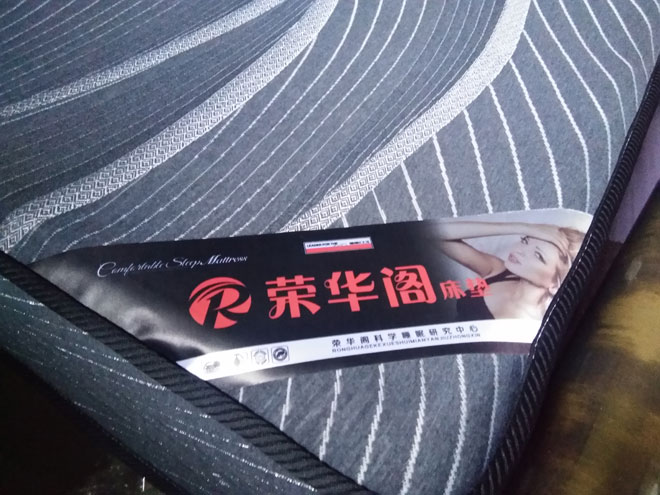 Comfortable Sleep Mattress
R 荣华阁床垫
荣华阁科学睡眠研究中心